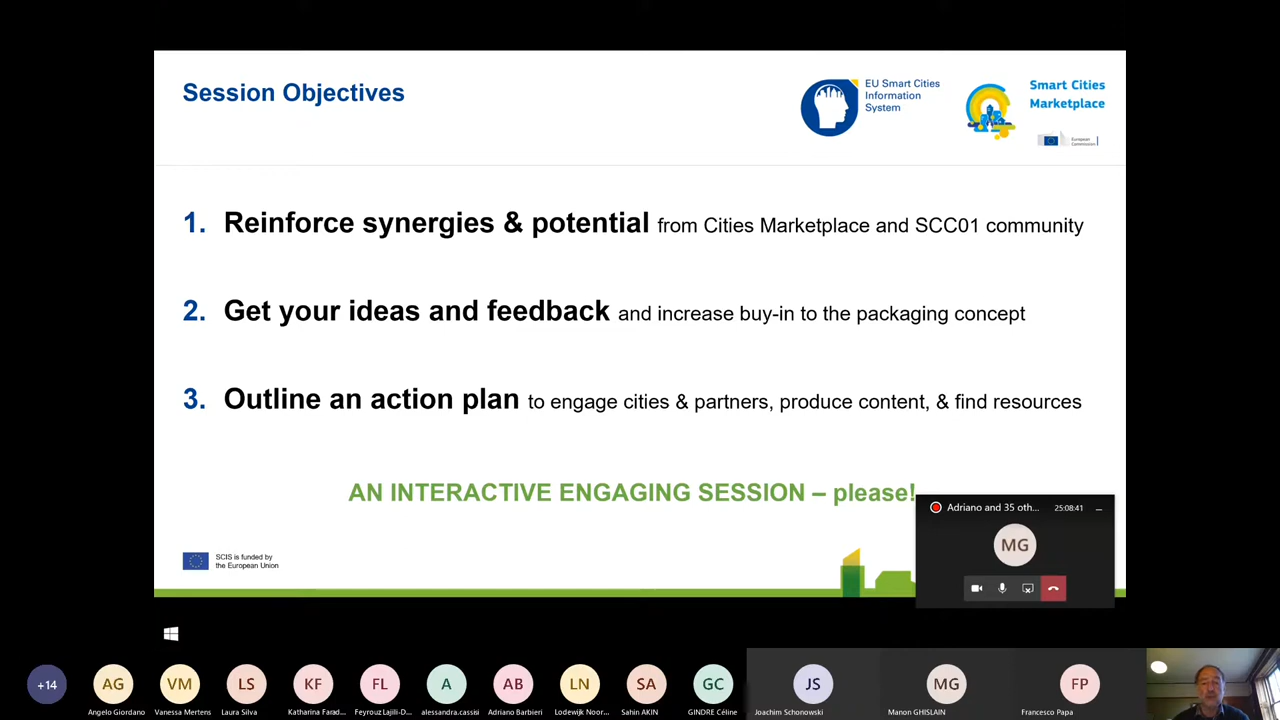 Session Objectives
EU Smart Cities
Information
System
Smart Cities
Marketplace
European
Commission
1. Reinforce synergies & potential from Cities Marketplace and SCC01 community
2. Get your ideas and feedback and increase buy-in to the packaging concept
3. Outline an action plan to engage cities & partners, produce content, & find resources
AN INTERACTIVE ENGAGING SESSION – please!
SCIS is funded by
the European Union
Adriano and 35 oth... 25:08:41
MG
+14 AG VM LS KF FL A AB LN SA GC JS MG FP
Angelo Giordano Vanessa Mertens Laura Silva Katharina Farad... Feyrouz Lajili-D... alessandra.cassisi Adriano Barbieri Lodewijk Noor... Sahin AKIN GINDRE Céline Joachim Schonowski Manon GHISLAIN Francesco Papa